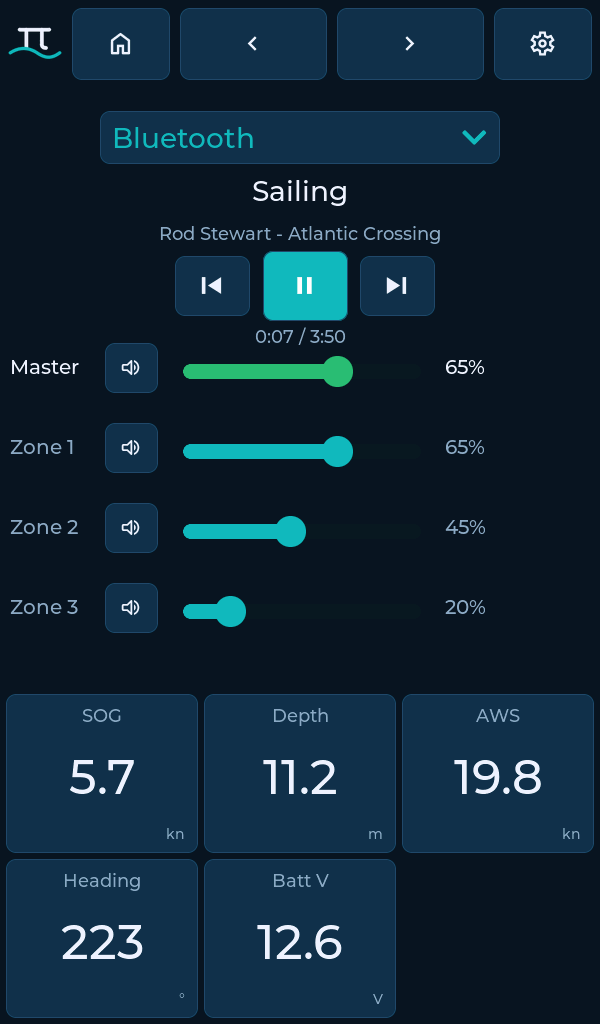 Bluetooth
Sailing
Rod Stewart - Atlantic Crossing
0:07 / 3:50
Master 65%
Zone 1 65%
Zone 2 45%
Zone 3 20%
SOG Depth AWS
5.7 11.2 19.8
kn m kn
Heading Batt V
223 12.6
° V